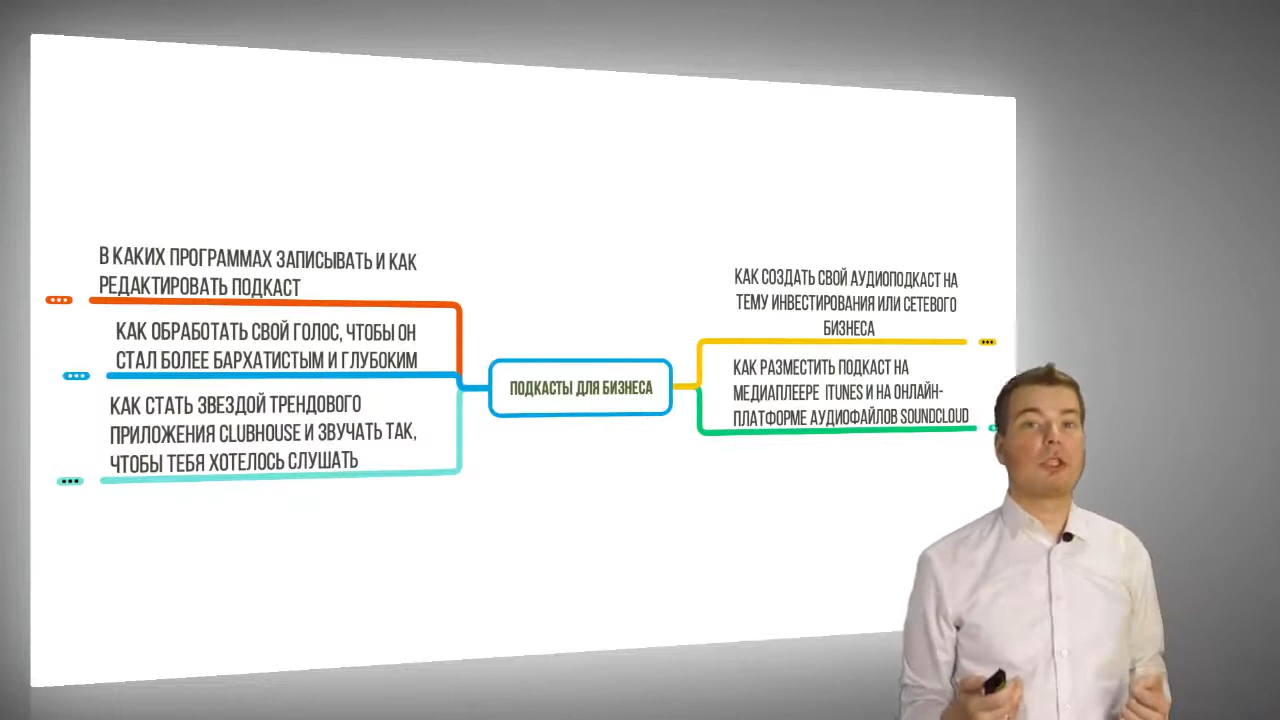 В КАКИХ ПРОГРАММАХ ЗАПИСЫВАТЬ И КАК
РЕДАКТИРОВАТЬ ПОДКАСТ
КАК ОБРАБОТАТЬ СВОЙ ГОЛОС, ЧТОБЫ ОН
СТАЛ БОЛЕЕ БАРХАТИСТЫМ И ГЛУБОКИМ
КАК СТАТЬ ЗВЕЗДОЙ ТРЕНДОВОГО
ПРИЛОЖЕНИЯ CLUBHOUSE И ЗВУЧАТЬ ТАК,
ЧТОБЫ ТЕБЯ ХОТЕЛОСЬ СЛУШАТЬ
ПОДКАСТЫ ДЛЯ БИЗНЕСА
КАК СОЗДАТЬ СВОЙ АУДИОПОДКАСТ НА
ТЕМУ ИНВЕСТИРОВАНИЯ ИЛИ СЕТЕВОГО
БИЗНЕСА
КАК РАЗМЕСТИТЬ ПОДКАСТ НА
МЕДИАПЛЕЕРЕ ITUNES И НА ОНЛАЙН-
ПЛАТФОРМЕ АУДИОФАЙЛОВ SOUNDCLOUD